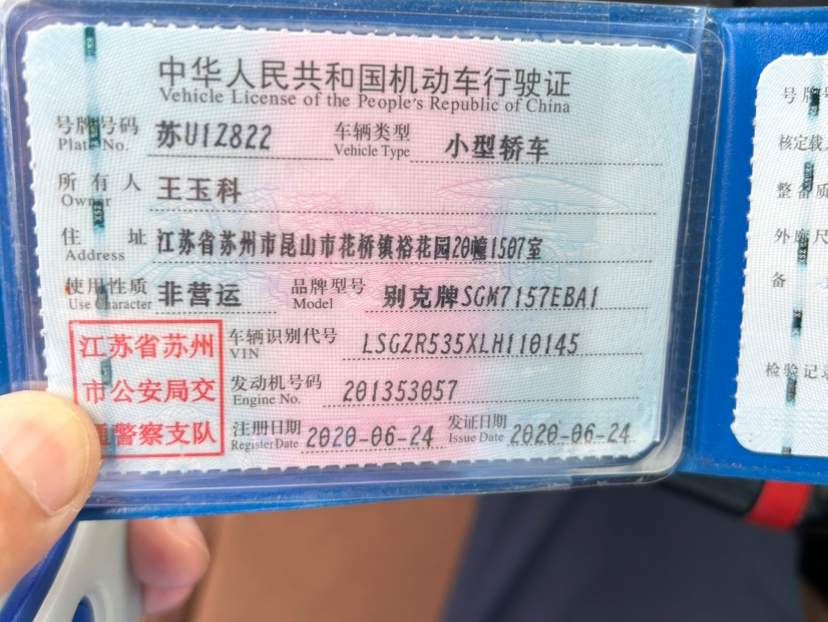 中华人民共和国机动车行驶证
Vehicle License of the People's Republic of China
号牌号码 苏U1Z822 车辆类型 小型轿车
Plate No. Vehicle Type
所有人 王玉科
Owner
住址 江苏省苏州市昆山市花桥镇裕花园20幢1507室
Address
使用性质 非营运 品牌型号 别克牌SGM7157EBA1
Use Character Model
江苏省苏州
市公安局交
通警察支队
车辆识别代号 LSGZR535XLH110145
VIN
发动机号码 201353057
Engine No.
注册日期 2020-06-24 发证日期 2020-06-24
Register Date Issue Date
号牌号
核定载
整备质
外廓尺
备
检验记录